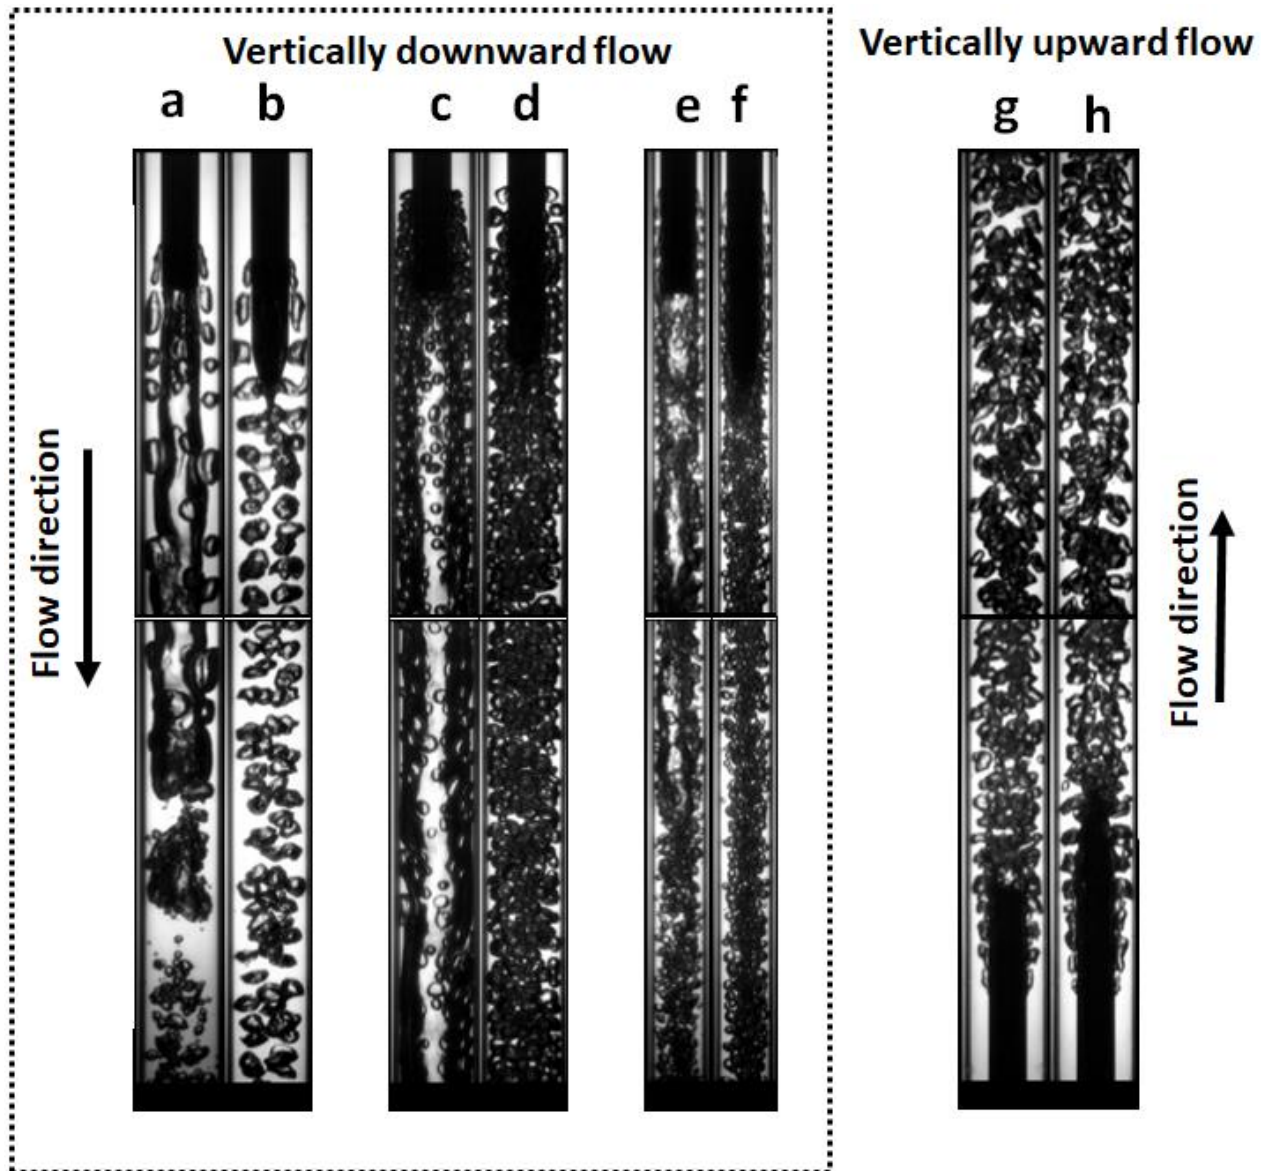 Vertically downward flow
Vertically upward flow
a b c d e f
g h
Flow direction
Flow direction